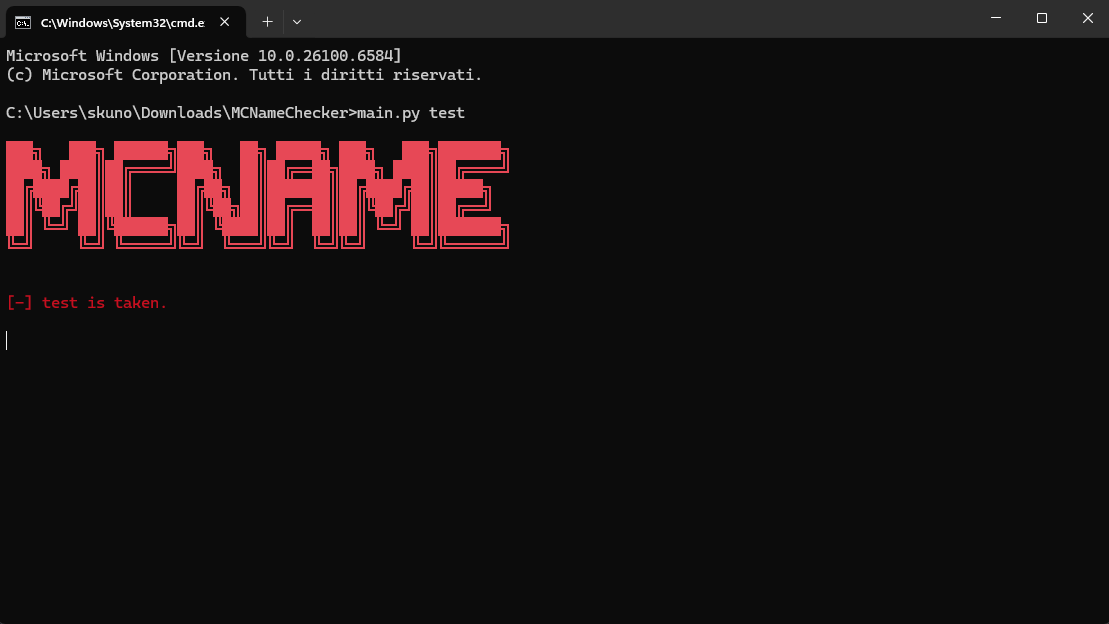 C:\Windows\System32\cmd.e
Microsoft Windows [Versione 10.0.26100.6584]
(c) Microsoft Corporation. Tutti i diritti riservati.
C:\Users\skuno\Downloads\MCNameChecker>main.py test
MCNAME
[-] test is taken.